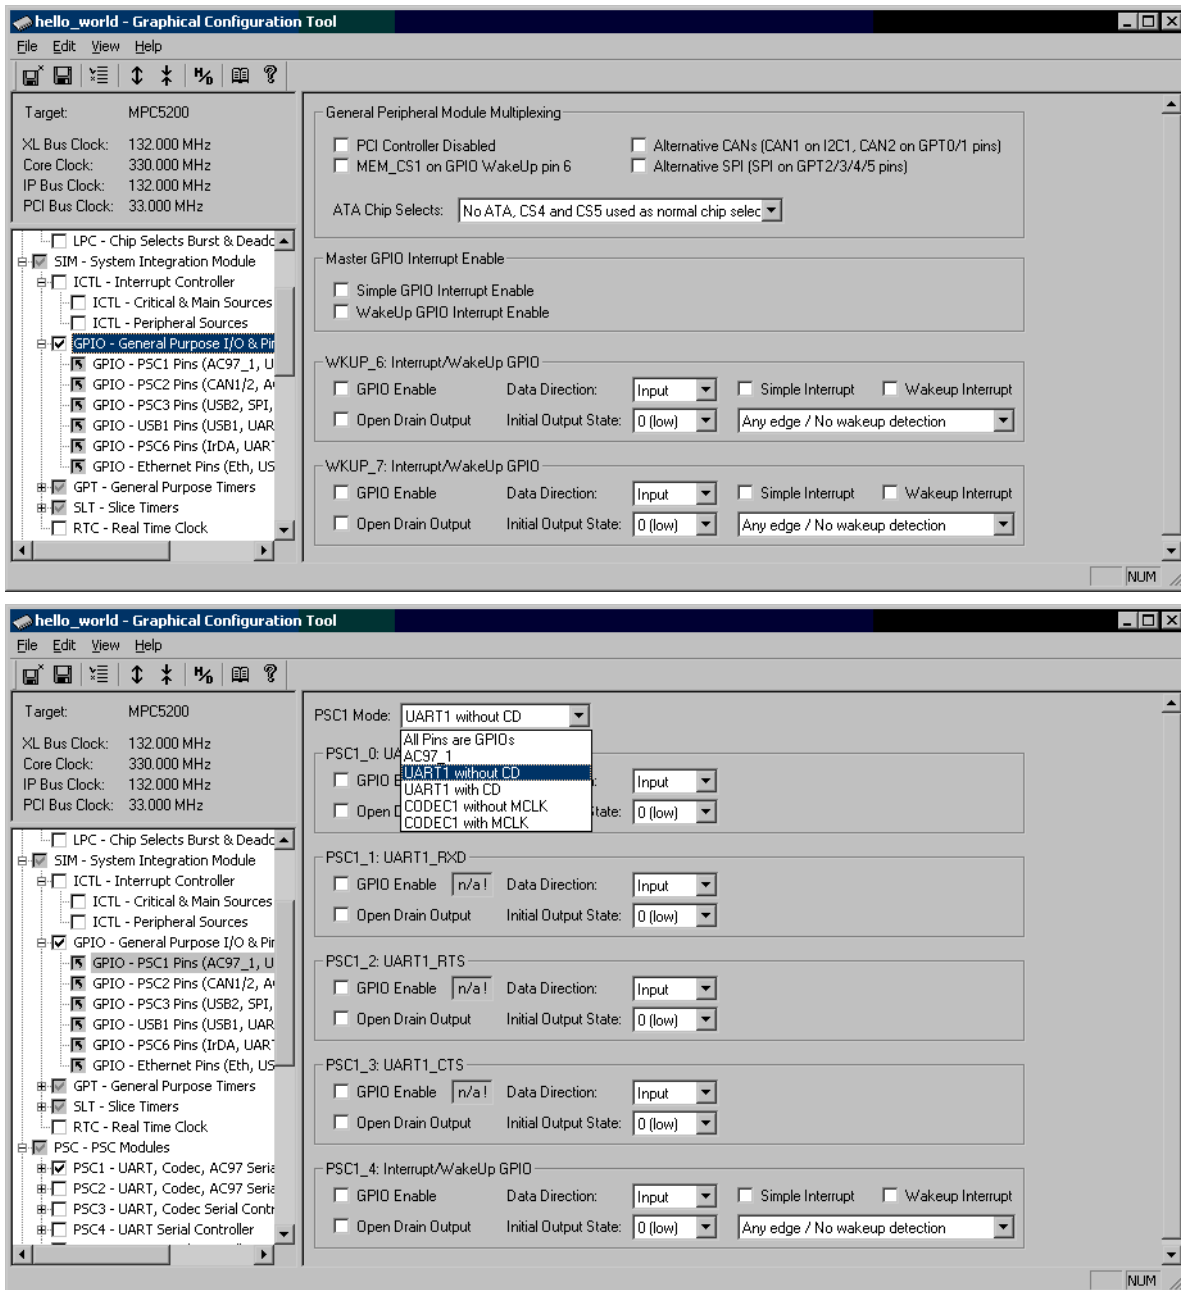 hello_world - Graphical Configuration Tool
File Edit View Help
H/D
Target: MPC5200
XL Bus Clock: 132.000 MHz
Core Clock: 330.000 MHz
IP Bus Clock: 132.000 MHz
PCI Bus Clock: 33.000 MHz
LPC - Chip Selects Burst & Deadc
SIM - System Integration Module
ICTL - Interrupt Controller
ICTL - Critical & Main Sources
ICTL - Peripheral Sources
GPIO - General Purpose I/O & Pin
GPIO - PSC1 Pins (AC97_1, U
GPIO - PSC2 Pins (CAN1/2, A
GPIO - PSC3 Pins (USB2, SPI,
GPIO - USB1 Pins (USB1, UAR
GPIO - PSC6 Pins (IrDA, UAR
GPIO - Ethernet Pins (Eth, US
GPT - General Purpose Timers
SLT - Slice Timers
RTC - Real Time Clock
General Peripheral Module Multiplexing
PCI Controller Disabled Alternative CANs (CAN1 on I2C1, CAN2 on GPT0/1 pins)
MEM_CS1 on GPIO WakeUp pin 6 Alternative SPI (SPI on GPT2/3/4/5 pins)
ATA Chip Selects: No ATA, CS4 and CS5 used as normal chip selec
Master GPIO Interrupt Enable
Simple GPIO Interrupt Enable
WakeUp GPIO Interrupt Enable
WKUP_6: Interrupt/WakeUp GPIO
GPIO Enable Data Direction: Input Simple Interrupt Wakeup Interrupt
Open Drain Output Initial Output State: 0 (low) Any edge / No wakeup detection
WKUP_7: Interrupt/WakeUp GPIO
GPIO Enable Data Direction: Input Simple Interrupt Wakeup Interrupt
Open Drain Output Initial Output State: 0 (low) Any edge / No wakeup detection
NUM
hello_world - Graphical Configuration Tool
File Edit View Help
H/D
Target: MPC5200
XL Bus Clock: 132.000 MHz
Core Clock: 330.000 MHz
IP Bus Clock: 132.000 MHz
PCI Bus Clock: 33.000 MHz
LPC - Chip Selects Burst & Deadc
SIM - System Integration Module
ICTL - Interrupt Controller
ICTL - Critical & Main Sources
ICTL - Peripheral Sources
GPIO - General Purpose I/O & Pin
GPIO - PSC1 Pins (AC97_1, U
GPIO - PSC2 Pins (CAN1/2, A
GPIO - PSC3 Pins (USB2, SPI,
GPIO - USB1 Pins (USB1, UAR
GPIO - PSC6 Pins (IrDA, UAR
GPIO - Ethernet Pins (Eth, US
GPT - General Purpose Timers
SLT - Slice Timers
RTC - Real Time Clock
PSC - PSC Modules
PSC1 - UART, Codec, AC97 Seria
PSC2 - UART, Codec, AC97 Seria
PSC3 - UART, Codec Serial Contr
PSC4 - UART Serial Controller
PSC1 Mode: UART1 without CD
All Pins are GPIOs
AC97_1
UART1 without CD
UART1 with CD
CODEC1 without MCLK
CODEC1 with MCLK
PSC1_0: UA
GPIO E : Input
Open D State: 0 (low)
PSC1_1: UART1_RXD
GPIO Enable n/a! Data Direction: Input
Open Drain Output Initial Output State: 0 (low)
PSC1_2: UART1_RTS
GPIO Enable n/a! Data Direction: Input
Open Drain Output Initial Output State: 0 (low)
PSC1_3: UART1_CTS
GPIO Enable n/a! Data Direction: Input
Open Drain Output Initial Output State: 0 (low)
PSC1_4: Interrupt/WakeUp GPIO
GPIO Enable Data Direction: Input Simple Interrupt Wakeup Interrupt
Open Drain Output Initial Output State: 0 (low) Any edge / No wakeup detection
NUM